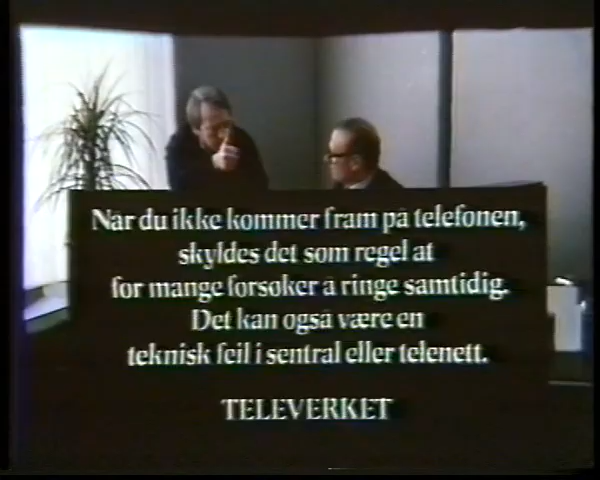 Når du ikke kommer fram på telefonen,
skyldes det som regel at
for mange forsøker å ringe samtidig.
Det kan også være en
teknisk feil i sentral eller telenett.
TELEVERKET